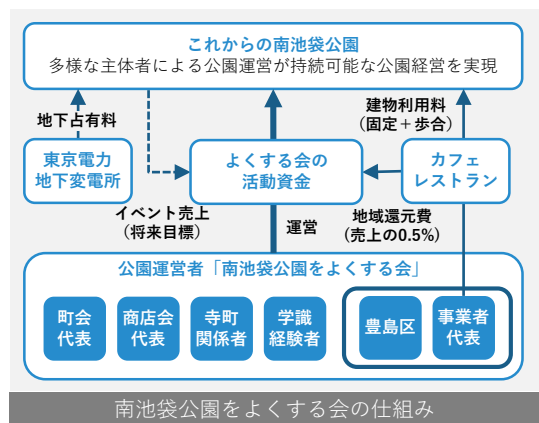 これからの南池袋公園
多様な主体者による公園運営が持続可能な公園経営を実現
地下占有料
建物利用料
(固定+歩合)
東京電力
地下変電所
よくする会の
活動資金
カフェ
レストラン
イベント売上
(将来目標)
運営
地域還元費
(売上の0.5%)
公園運営者「南池袋公園をよくする会」
町会
代表
商店会
代表
寺町
関係者
学識
経験者
豊島区
事業者
代表
南池袋公園をよくする会の仕組み